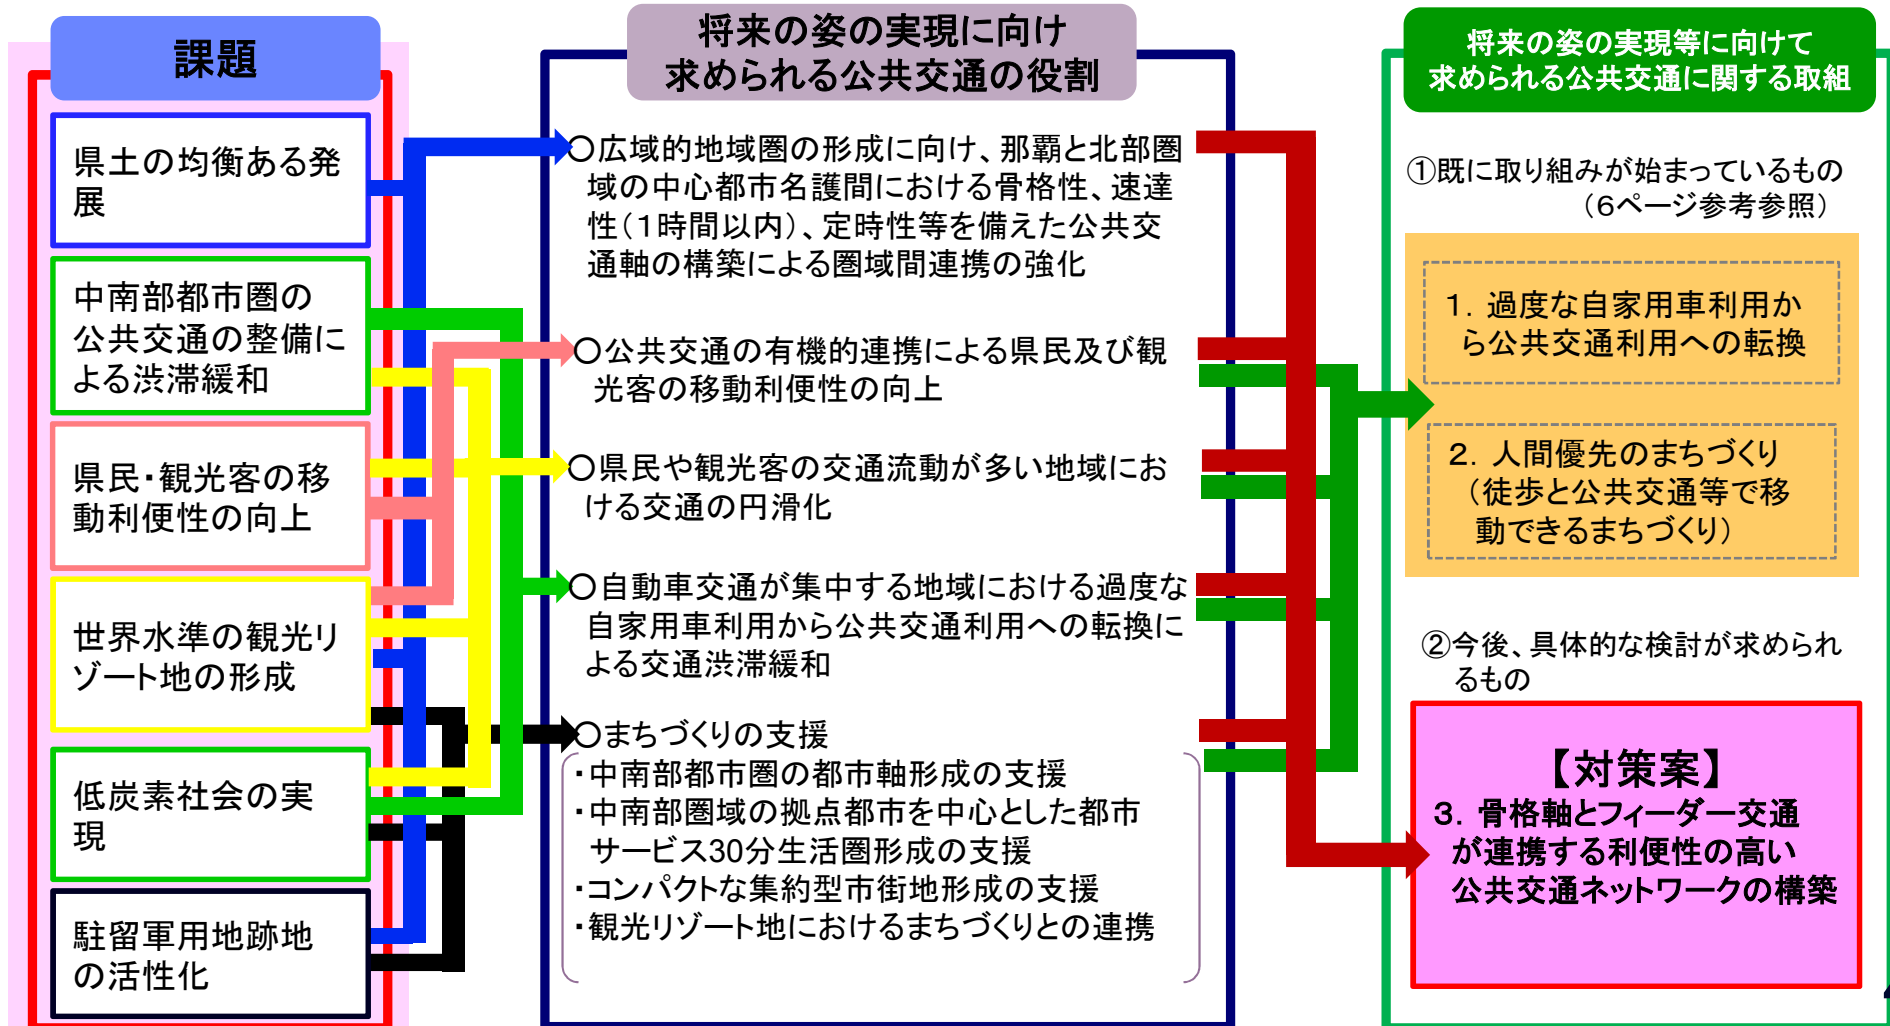 課題
県土の均衡ある発
展
中南部都市圏の
公共交通の整備に
よる渋滞緩和
県民・観光客の移
動利便性の向上
世界水準の観光リ
ゾート地の形成
低炭素社会の実
現
駐留軍用地跡地
の活性化
将来の姿の実現に向け
求められる公共交通の役割
○広域的地域圏の形成に向け、那覇と北部圏
域の中心都市名護間における骨格性、速達
性(1時間以内)、定時性等を備えた公共交
通軸の構築による圏域間連携の強化
○公共交通の有機的連携による県民及び観
光客の移動利便性の向上
○県民や観光客の交通流動が多い地域にお
ける交通の円滑化
○自動車交通が集中する地域における過度な
自家用車利用から公共交通利用への転換に
よる交通渋滞緩和
○まちづくりの支援
・中南部都市圏の都市軸形成の支援
・中南部圏域の拠点都市を中心とした都市
サービス30分生活圏形成の支援
・コンパクトな集約型市街地形成の支援
・観光リゾート地におけるまちづくりとの連携
将来の姿の実現等に向けて
求められる公共交通に関する取組
①既に取り組みが始まっているもの
(6ページ参考参照)
1. 過度な自家用車利用か
ら公共交通利用への転換
2. 人間優先のまちづくり
(徒歩と公共交通等で移
動できるまちづくり)
②今後、具体的な検討が求められ
るもの
【対策案】
3. 骨格軸とフィーダー交通
が連携する利便性の高い
公共交通ネットワークの構築